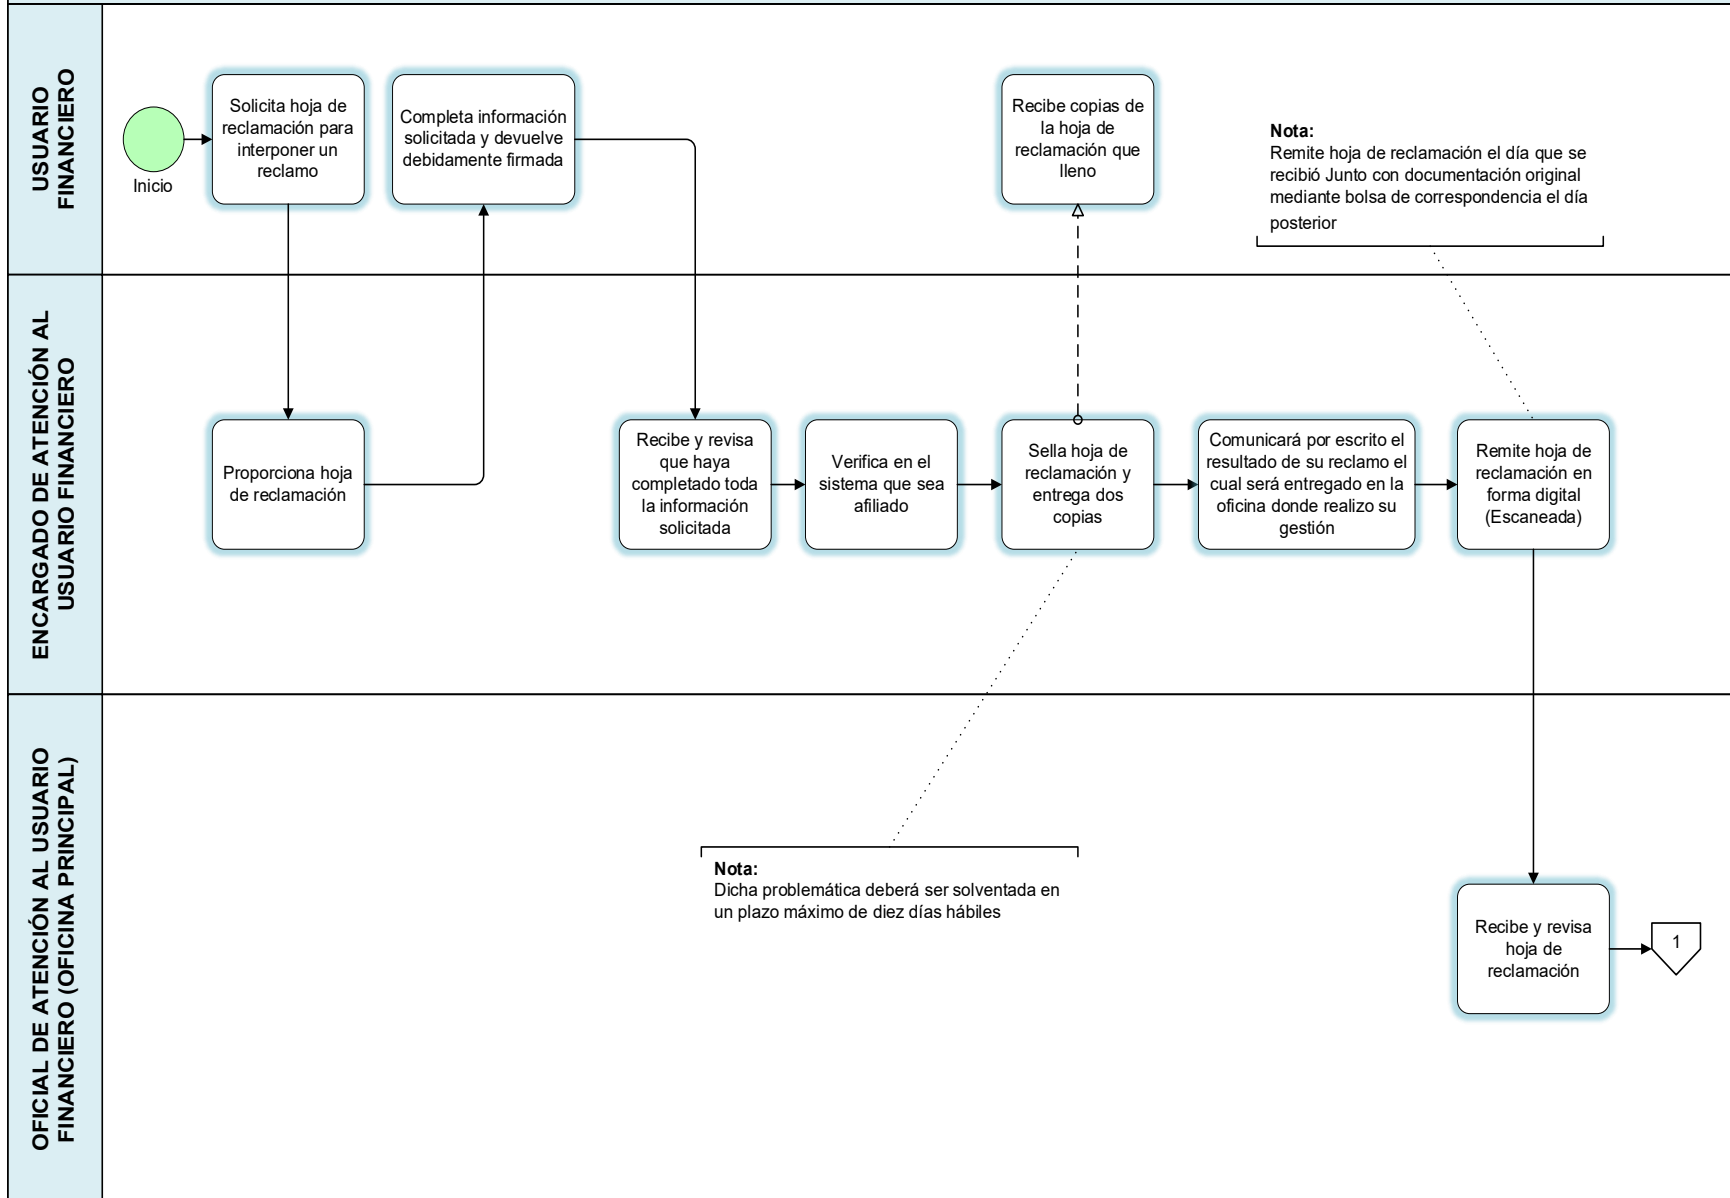 USUARIO
FINANCIERO
Inicio
Solicita hoja de
reclamación para
interponer un
reclamo
Completa información
solicitada y devuelve
debidamente firmada
Recibe copias de
la hoja de
reclamación que
lleno
Nota:
Remite hoja de reclamación el día que se
recibió Junto con documentación original
mediante bolsa de correspondencia el día
posterior
ENCARGADO DE ATENCIÓN AL
USUARIO FINANCIERO
Proporciona hoja
de reclamación
Recibe y revisa
que haya
completado toda
la información
solicitada
Verifica en el
sistema que sea
afiliado
Sella hoja de
reclamación y
entrega dos
copias
Comunicará por escrito el
resultado de su reclamo el
cual será entregado en la
oficina donde realizo su
gestión
Remite hoja de
reclamación en
forma digital
(Escaneada)
OFICIAL DE ATENCIÓN AL USUARIO
FINANCIERO (OFICINA PRINCIPAL)
Nota:
Dicha problemática deberá ser solventada en
un plazo máximo de diez días hábiles
Recibe y revisa
hoja de
reclamación
1